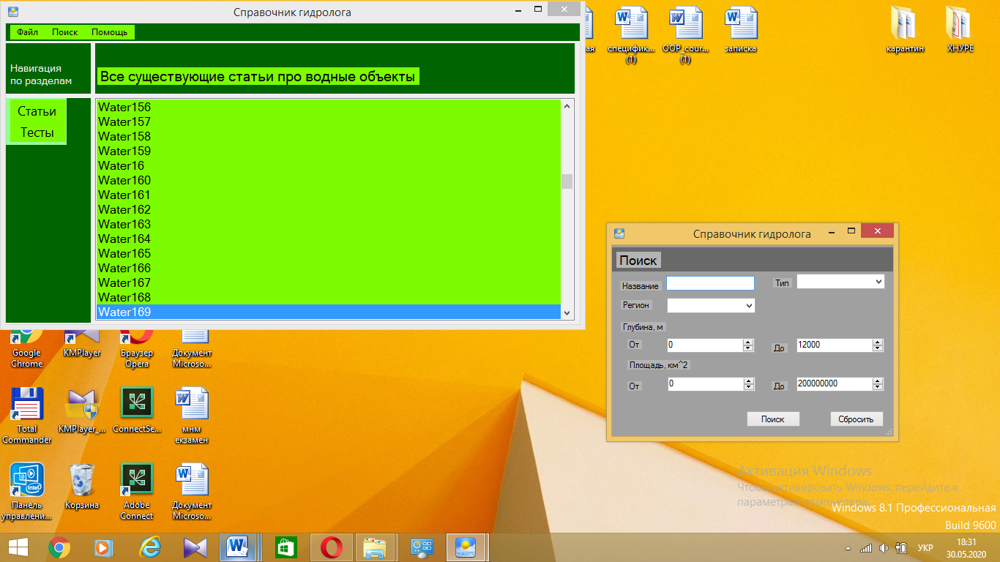 Справочник гидролога
Файл Поиск Помощь
Навигация
по разделам
Все существующие статьи про водные объекты
Статьи
Тесты
Water156
Water157
Water158
Water159
Water16
Water160
Water161
Water162
Water163
Water164
Water165
Water166
Water167
Water168
Water169
ая
специфик...
(1)
OOP_cour...
(1)
записка
карантин
ХНУРЕ
Справочник гидролога
Поиск
Название
Тип
Регион
Глубина, м
От 0 До 12000
Площадь, км^2
От 0 До 200000000
Поиск Сбросить
Google
Chrome
KMPlayer
Браузер
Opera
Документ
Microso...
Total
Commander
KMPlayer_...
ConnectSe...
мнм
екзамен
Панель
управлени...
Корзина
Adobe
Connect
Документ
Microso...
Активация Windows
Чтобы активировать Windows, перейдите к
параметрам компьютера.
Windows 8.1 Профессиональная
Build 9600
УКР
18:31
30.05.2020